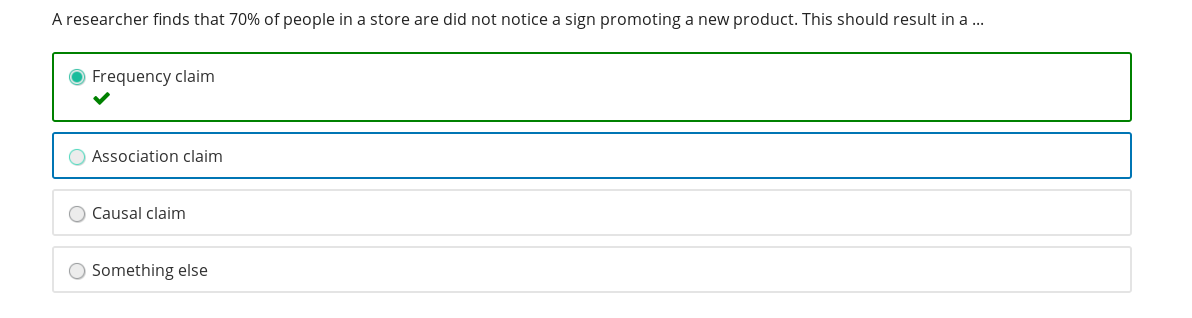 A researcher finds that 70% of people in a store are did not notice a sign promoting a new product. This should result in a ...
Frequency claim
Association claim
Causal claim
Something else